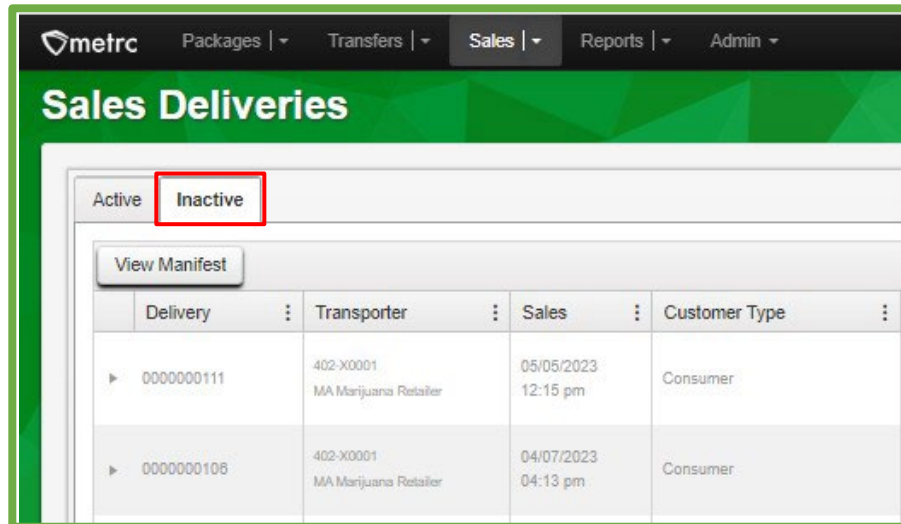 metrc Packages | Transfers | Sales | Reports | Admin
Sales Deliveries
Active Inactive
View Manifest
Delivery Transporter Sales Customer Type
0000000111 402-X0001 MA Marijuana Retailer 05/05/2023 12:15 pm Consumer
0000000106 402-X0001 MA Marijuana Retailer 04/07/2023 04:13 pm Consumer